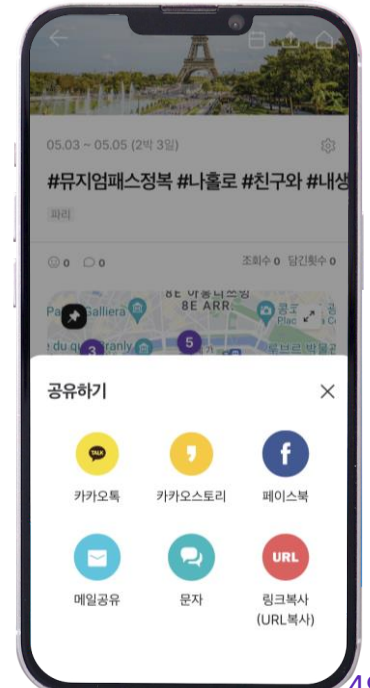 05.03 ~ 05.05 (2박 3일)
#뮤지엄패스정복 #나홀로 #친구와 #내생
파리
0 0 조회수 0 담긴횟수 0
Galliera
8E ARR.
3
5
공유하기
TALK
카카오톡
카카오스토리
f
페이스북
메일공유
문자
URL
링크복사
(URL복사)